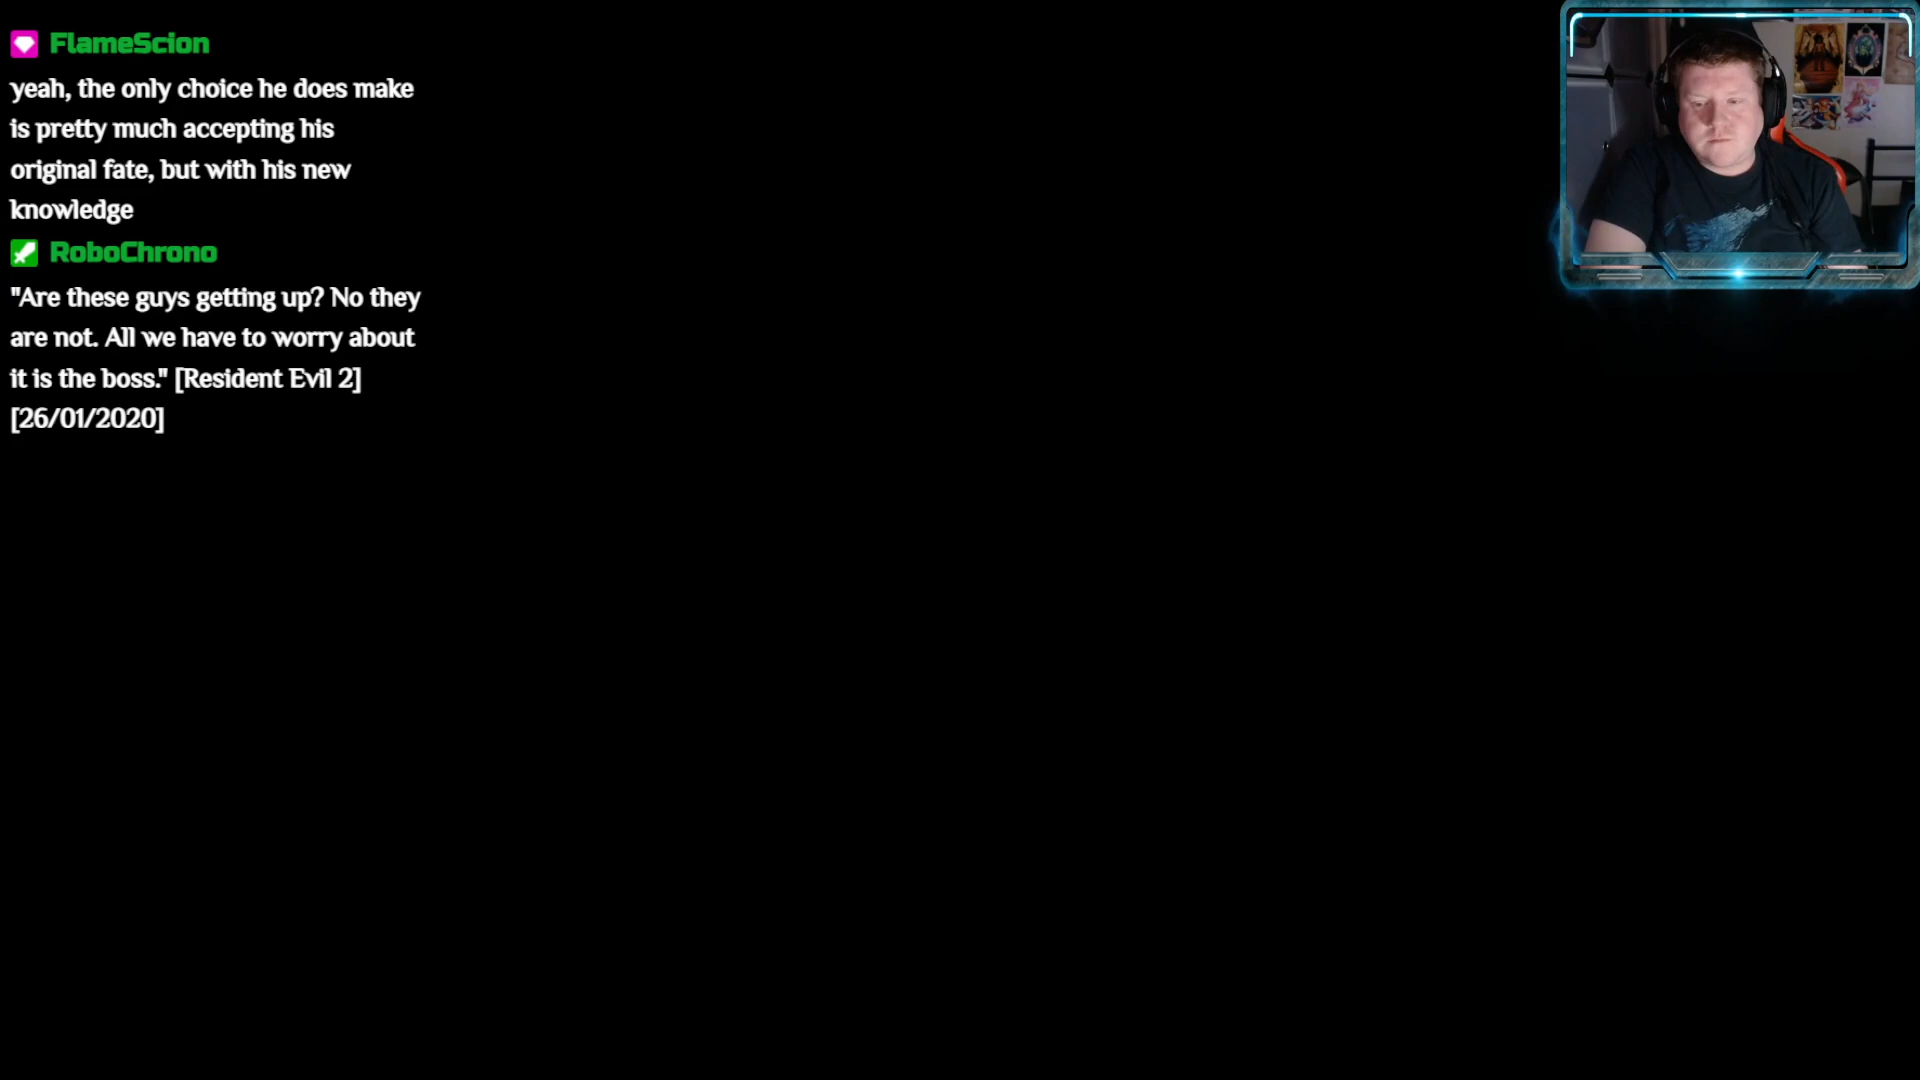 FlameScion
yeah, the only choice he does make
is pretty much accepting his
original fate, but with his new
knowledge
RoboChrono
"Are these guys getting up? No they
are not. All we have to worry about
it is the boss." [Resident Evil 2]
[26/01/2020]